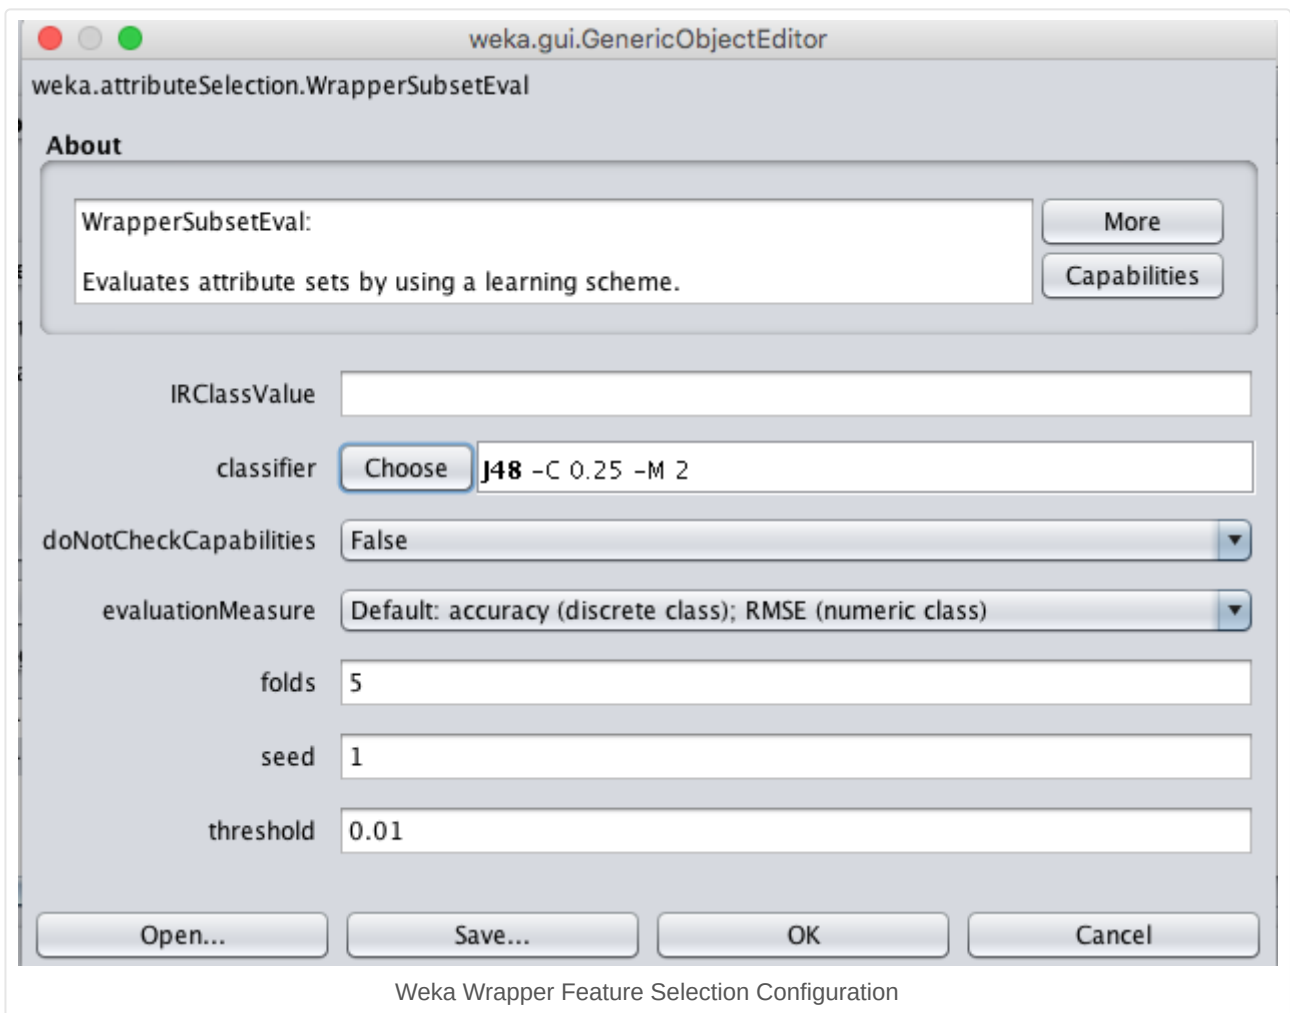 weka.gui.GenericObjectEditor
weka.attributeSelection.WrapperSubsetEval
About
WrapperSubsetEval:
More
Evaluates attribute sets by using a learning scheme.
Capabilities
IRClassValue
classifier Choose J48 -C 0.25 -M 2
doNotCheckCapabilities False
evaluationMeasure Default: accuracy (discrete class); RMSE (numeric class)
folds 5
seed 1
threshold 0.01
Open... Save... OK Cancel
Weka Wrapper Feature Selection Configuration